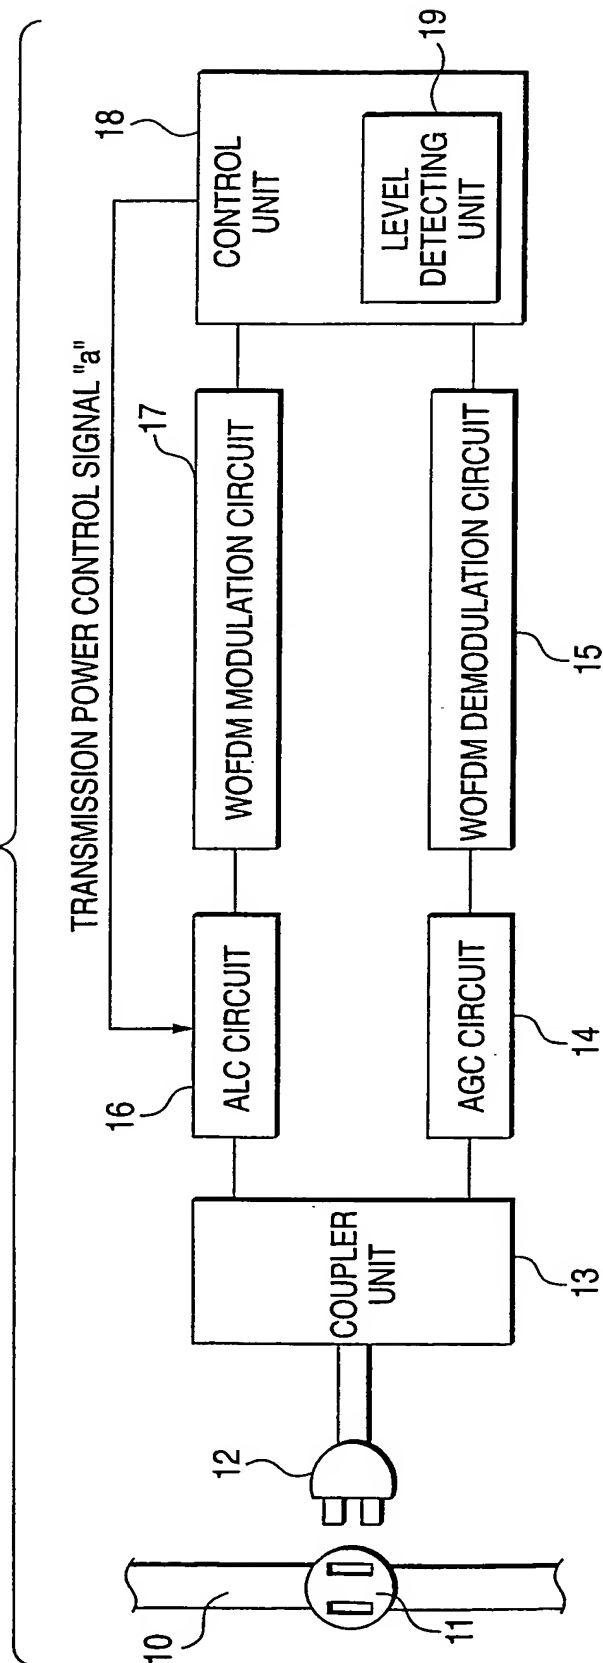 TRANSMISSION POWER CONTROL SIGNAL "a"
18
19
CONTROL
UNIT
LEVEL
DETECTING
UNIT
17
WOFDM MODULATION CIRCUIT
WOFDM DEMODULATION CIRCUIT
15
16
ALC CIRCUIT
AGC CIRCUIT
14
COUPLER
UNIT
13
12
10
11